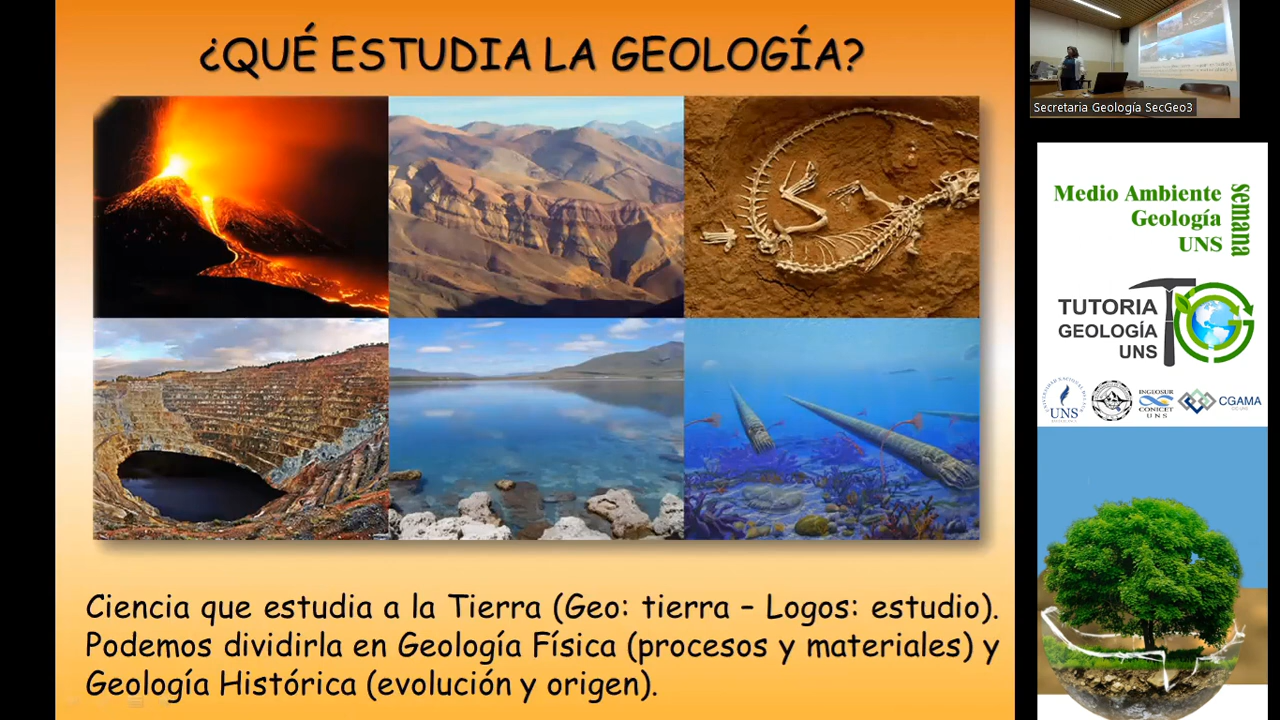 ¿QUÉ ESTUDIA LA GEOLOGÍA?
Ciencia que estudia a la Tierra (Geo: tierra – Logos: estudio).
Podemos dividirla en Geología Física (procesos y materiales) y
Geología Histórica (evolución y origen).
Secretaria Geología SecGeo3
Medio Ambiente
Geología
UNS
semana
TUTORIA
GEOLOGÍA
UNS
UNS
INGEOSUR
CONICET
UNS
CGAMA